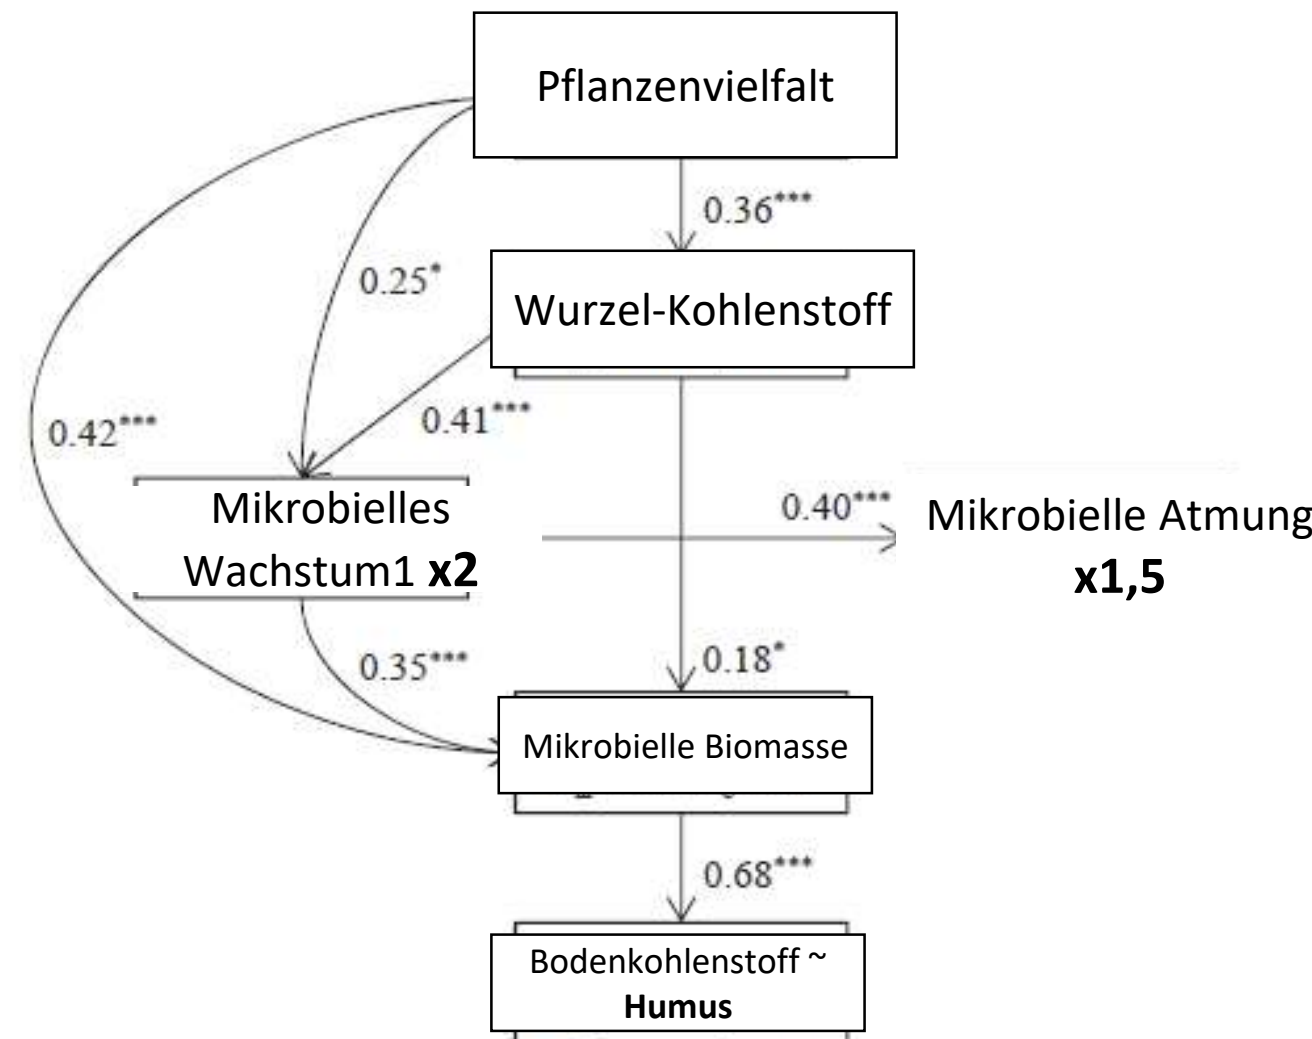 Pflanzenvielfalt
0.36***
0.25*
Wurzel-Kohlenstoff
0.41***
0.42***
Mikrobielles
Wachstum1 x2
0.40***
Mikrobielle Atmung
x1,5
0.35***
0.18*
Mikrobielle Biomasse
0.68***
Bodenkohlenstoff ~
Humus